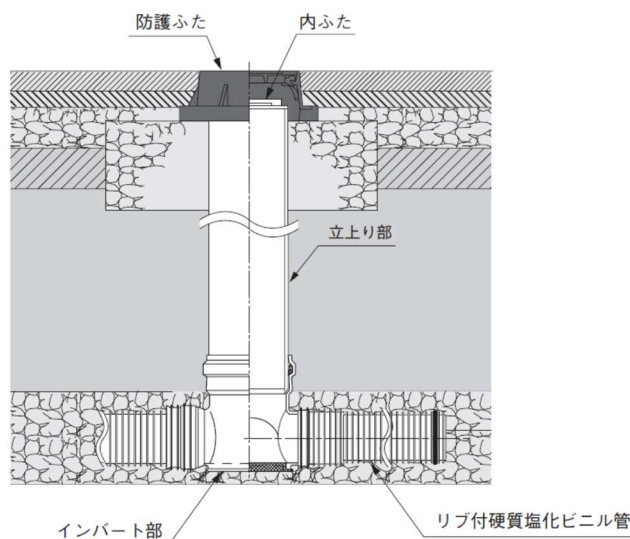 防護ふた
内ふた
立上り部
インバート部
リブ付硬質塩化ビニル管